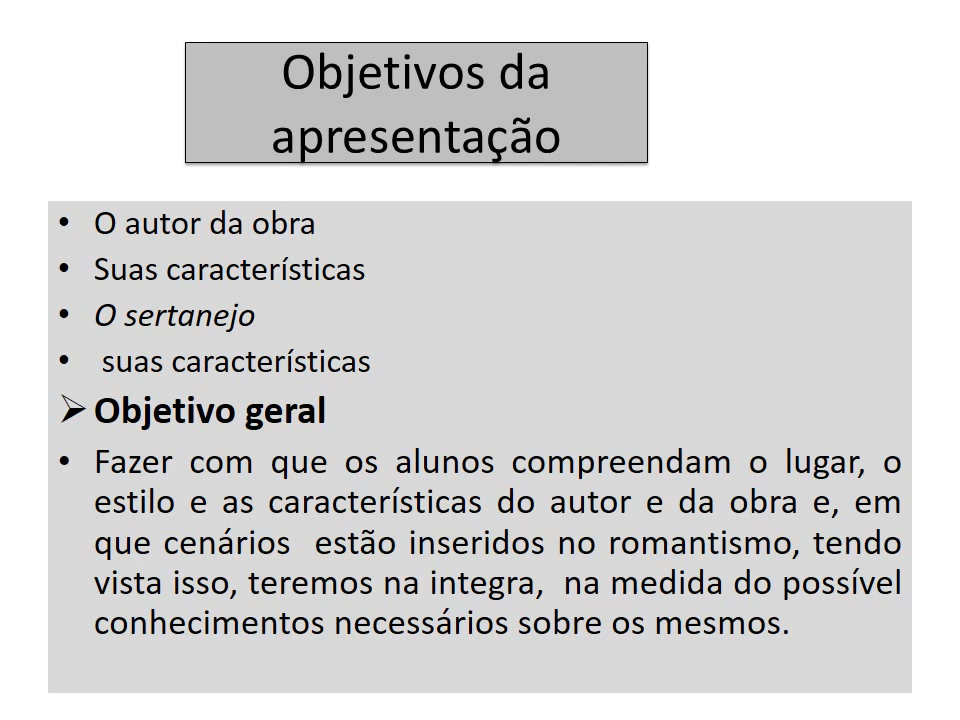 Objetivos da
apresentação
• O autor da obra
• Suas características
• O sertanejo
• suas características
➢ Objetivo geral
• Fazer com que os alunos compreendam o lugar, o
estilo e as características do autor e da obra e, em
que cenários  estão inseridos no romantismo, tendo
vista isso, teremos na integra,  na medida do possível
conhecimentos necessários sobre os mesmos.